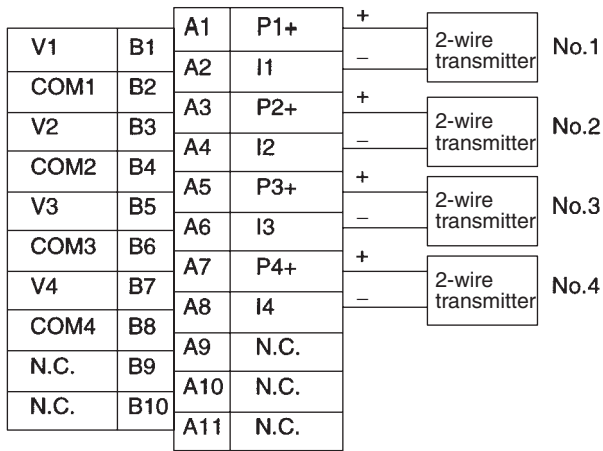 A1 P1+ +
2-wire
transmitter No.1
V1 B1
A2 I1 −
COM1 B2
A3 P2+ +
2-wire
transmitter No.2
V2 B3
A4 I2 −
COM2 B4
A5 P3+ +
2-wire
transmitter No.3
V3 B5
A6 I3 −
COM3 B6
A7 P4+ +
2-wire
transmitter No.4
V4 B7
A8 I4 −
COM4 B8
A9 N.C.
N.C. B9
A10 N.C.
N.C. B10
A11 N.C.